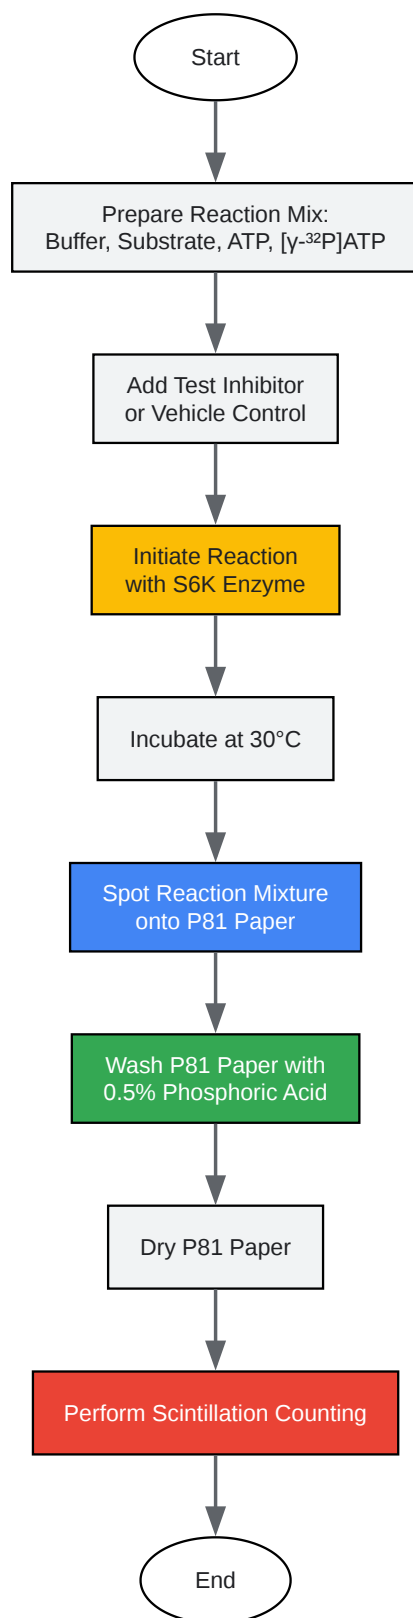 Start
Prepare Reaction Mix:
Buffer, Substrate, ATP, [γ-³²P]ATP
Add Test Inhibitor
or Vehicle Control
Initiate Reaction
with S6K Enzyme
Incubate at 30°C
Spot Reaction Mixture
onto P81 Paper
Wash P81 Paper with
0.5% Phosphoric Acid
Dry P81 Paper
Perform Scintillation Counting
End